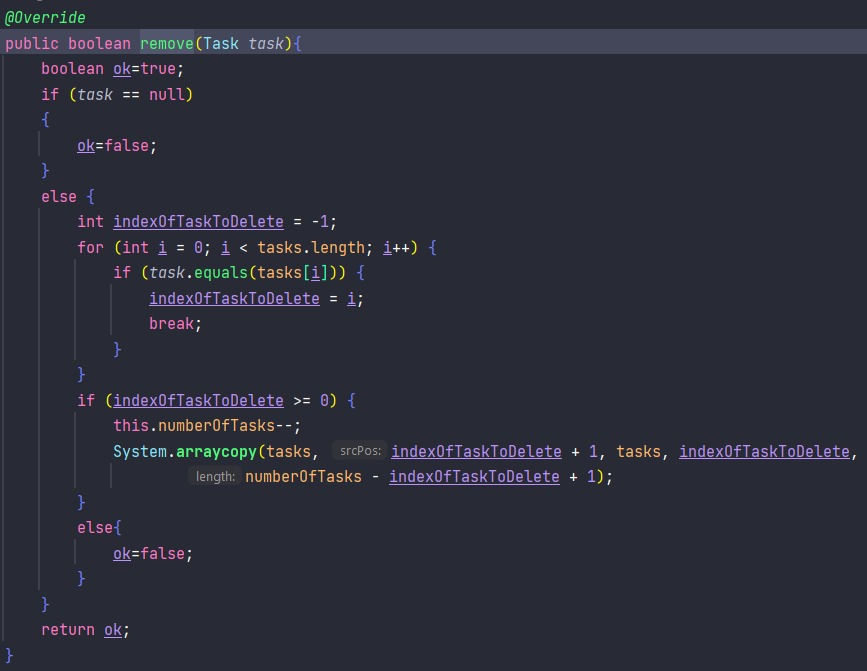 @Override
public boolean remove(Task task){
    boolean ok=true;
    if (task == null)
    {
        ok=false;
    }
    else {
        int indexOfTaskToDelete = -1;
        for (int i = 0; i < tasks.length; i++) {
            if (task.equals(tasks[i])) {
                indexOfTaskToDelete = i;
                break;
            }
        }
        if (indexOfTaskToDelete >= 0) {
            this.numberOfTasks--;
            System.arraycopy(tasks, srcPos: indexOfTaskToDelete + 1, tasks, indexOfTaskToDelete,
                    length: numberOfTasks - indexOfTaskToDelete + 1);
        }
        else{
            ok=false;
        }
    }
    return ok;
}